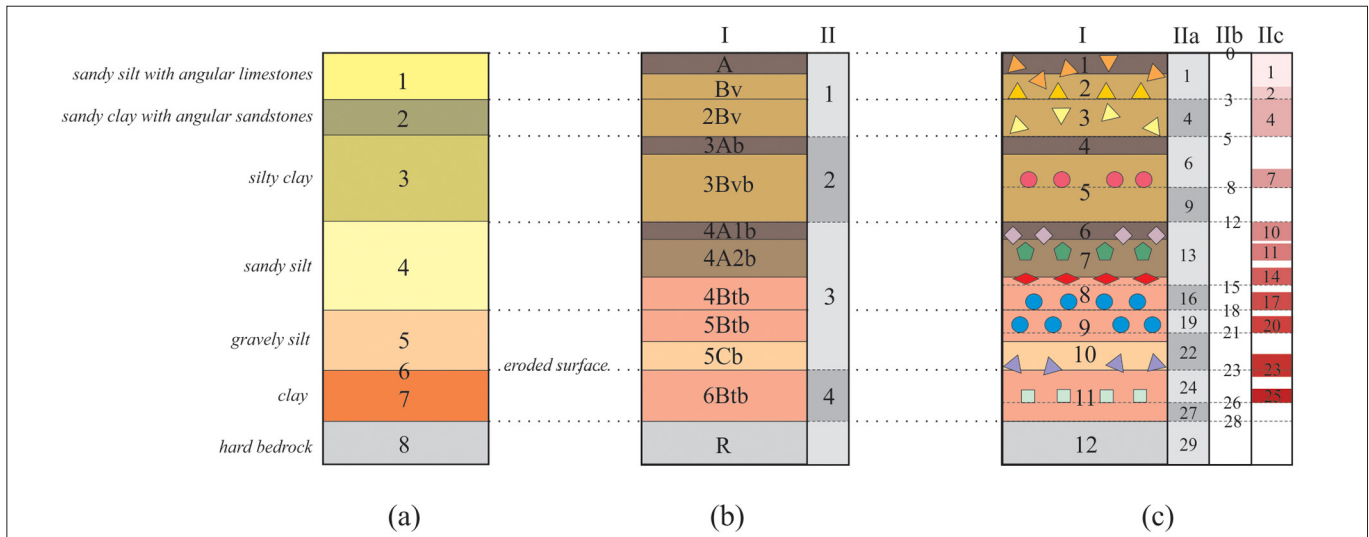 I II I IIa IIb IIc
0
sandy silt with angular limestones 1 A 1 1 1 1
Bv 2 2
3
sandy clay with angular sandstones 2 2Bv 3 4 4
5
3Ab 4
silty clay 3 3Bvb 2 5 6 7
8
9
12
4A1b 6 10
sandy silt 4 4A2b 3 7 13 11
14
15
4Btb 8 16 17
18
gravely silt 5 5Btb 9 19 20
21
5Cb 10 22
6 eroded surface 23 23
clay 7 6Btb 4 11 24 25
26
27
28
hard bedrock 8 R 12 29
(a) (b) (c)